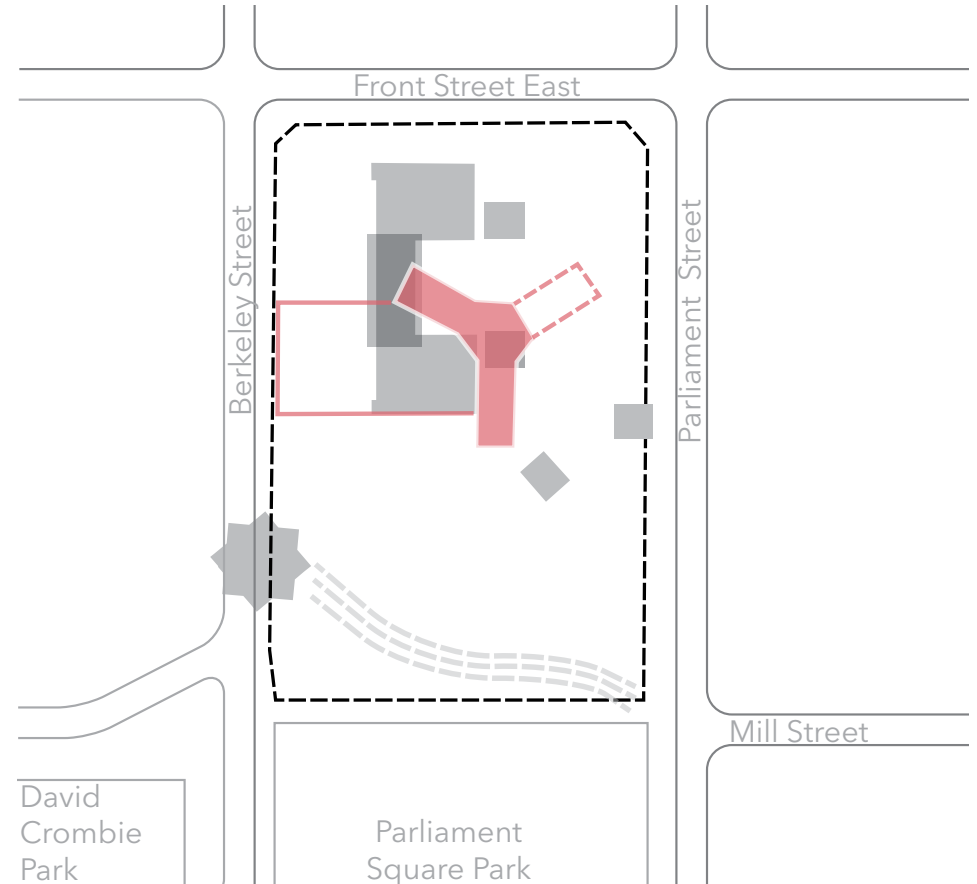 Front Street East
Berkeley Street
Parliament Street
Mill Street
David
Crombie
Park
Parliament
Square Park